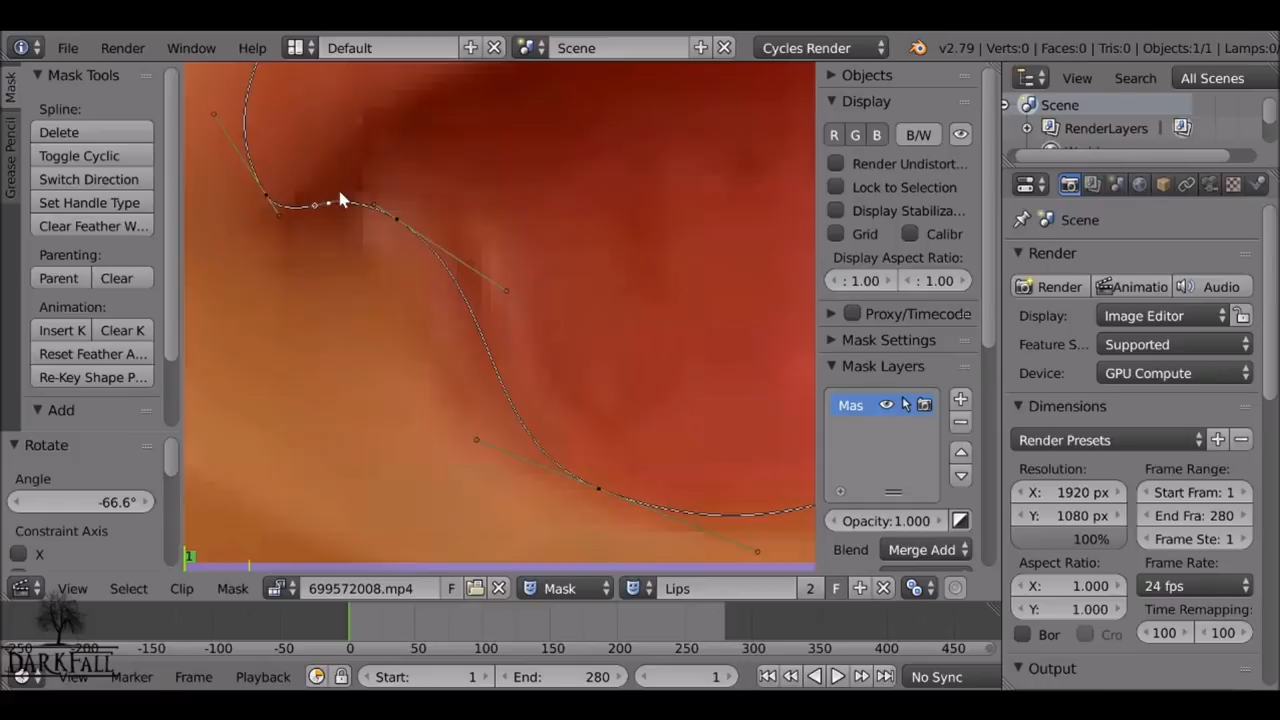 File Render Window Help Default Scene Cycles Render v2.79 | Verts:0 | Faces:0 | Tris:0 | Objects:1/1 | Lamps:0/
Mask Tools
Spline:
Delete
Toggle Cyclic
Switch Direction
Set Handle Type
Clear Feather W...
Parenting:
Parent Clear
Animation:
Insert K Clear K
Reset Feather A...
Re-Key Shape P...
Add
Rotate
Angle
-66.6°
Constraint Axis
X
Mask
Grease Pencil
Objects
Display
R G B B/W
Render Undistort...
Lock to Selection
Display Stabiliza...
Grid Calibr
Display Aspect Ratio:
: 1.00 : 1.00
Proxy/Timecode
Mask Settings
Mask Layers
Mas
Opacity:1.000
Blend Merge Add
View Search All Scenes
Scene
RenderLayers
Scene
Render
Render Animatio Audio
Display: Image Editor
Feature S... Supported
Device: GPU Compute
Dimensions
Render Presets
Resolution: Frame Range:
X: 1920 px Start Fram: 1
Y: 1080 px End Fra: 280
100% Frame Ste: 1
Aspect Ratio: Frame Rate:
X: 1.000 24 fps
Y: 1.000 Time Remapping:
Bor Cro 100 100
Output
1
View Select Clip Mask 699572008.mp4 F Mask Lips 2 F
-250 -200 -150 -100 -50 0 50 100 150 200 250 300 350 400 450
DARKFALL
View Marker Frame Playback Start: 1 End: 280 1 No Sync